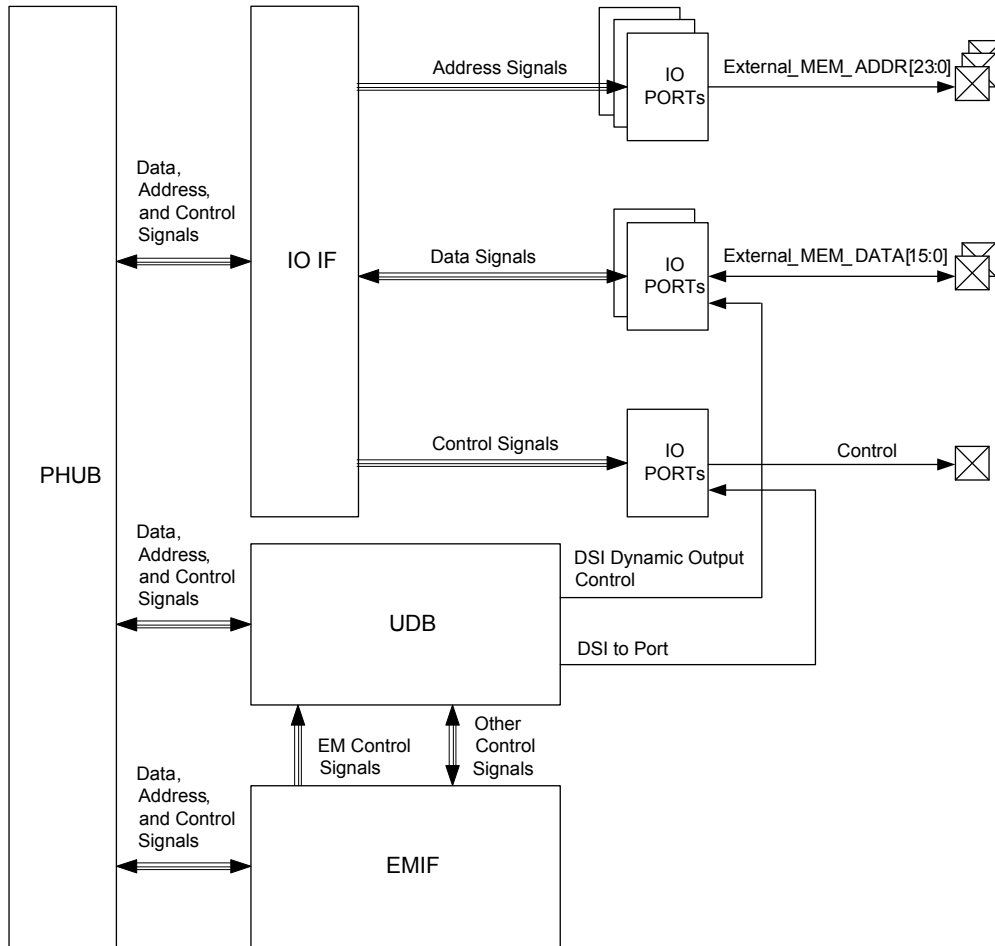 Address Signals
IO
PORTs
External_MEM_ADDR[23:0]
Data,
Address,
and Control
Signals
IO IF
Data Signals
IO
PORTs
External_MEM_DATA[15:0]
Control Signals
IO
PORTs
Control
PHUB
Data,
Address,
and Control
Signals
UDB
DSI Dynamic Output
Control
DSI to Port
EM Control
Signals
Other
Control
Signals
Data,
Address,
and Control
Signals
EMIF